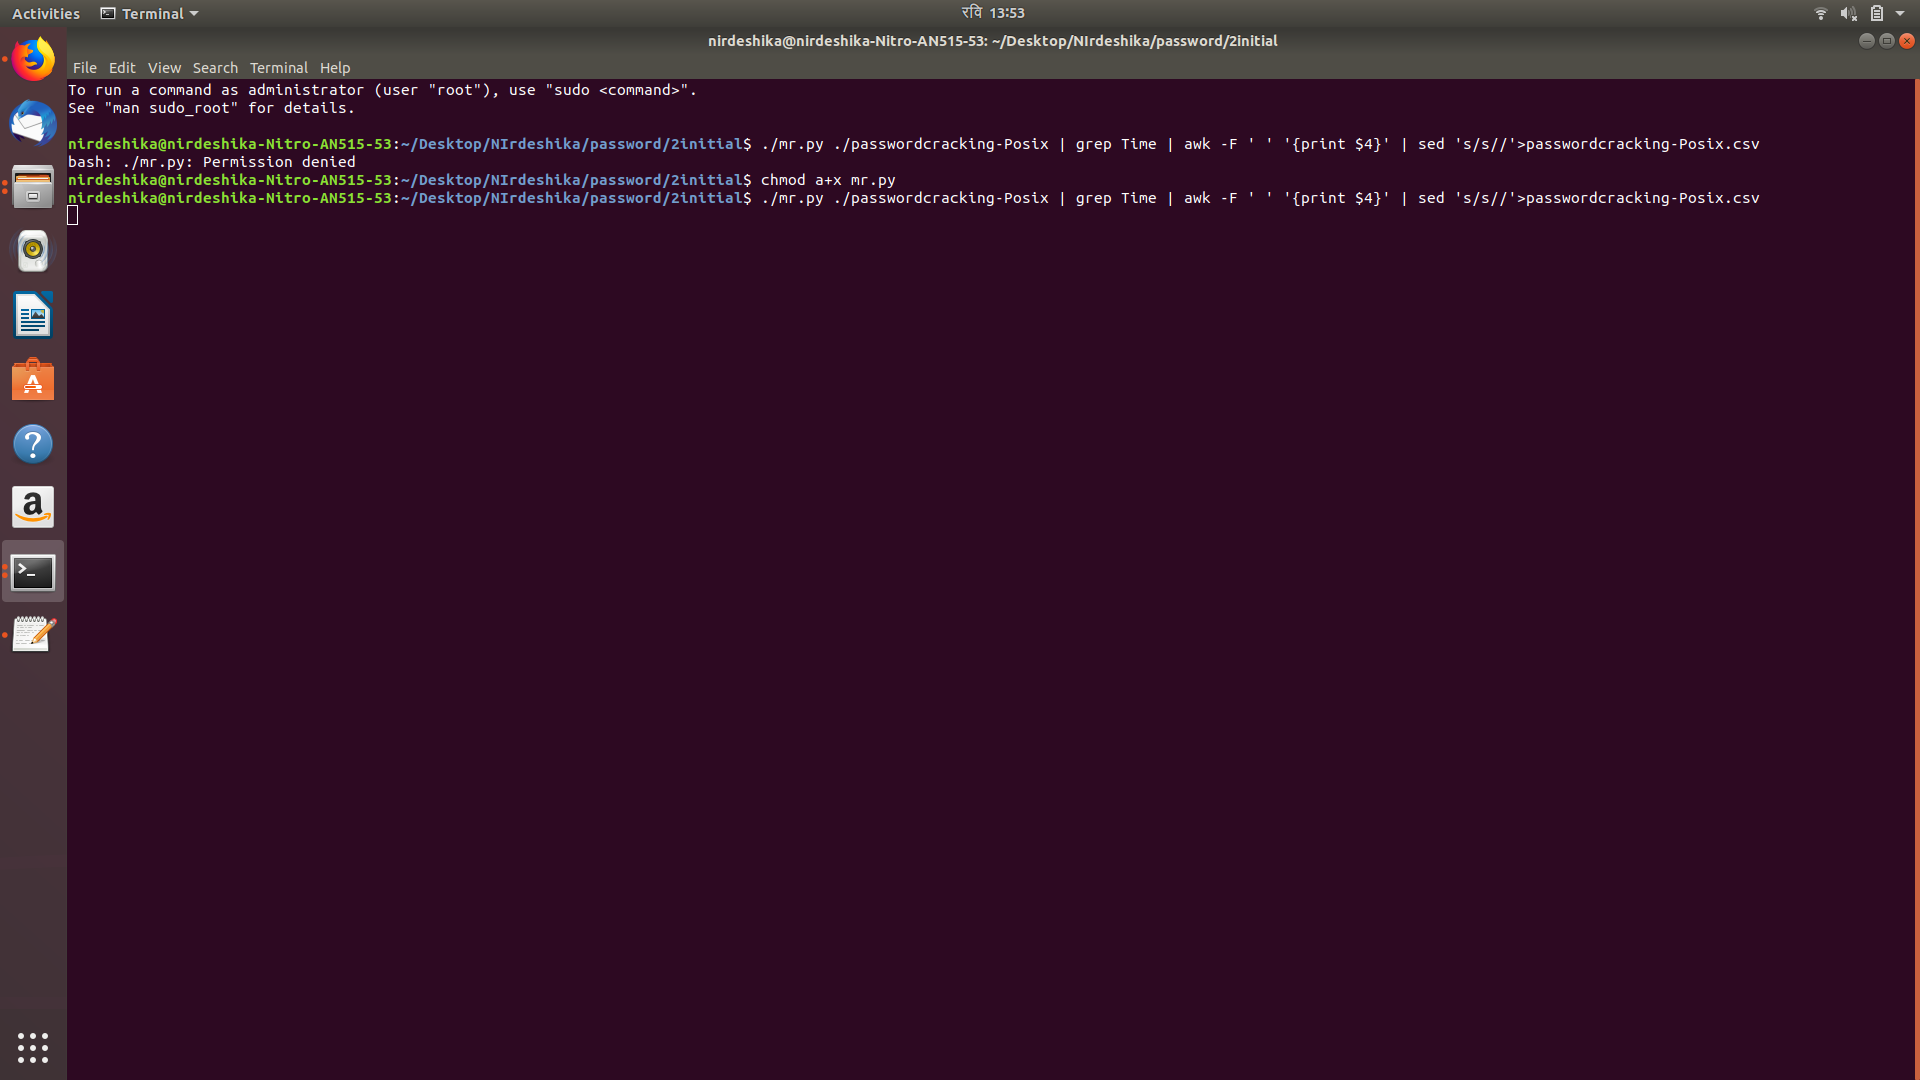 Activities Terminal रवि 13:53
nirdeshika@nirdeshika-Nitro-AN515-53: ~/Desktop/NIrdeshika/password/2initial
File Edit View Search Terminal Help
To run a command as administrator (user "root"), use "sudo <command>".
See "man sudo_root" for details.
nirdeshika@nirdeshika-Nitro-AN515-53:~/Desktop/NIrdeshika/password/2initial$ ./mr.py ./passwordcracking-Posix | grep Time | awk -F ' ' '{print $4}' | sed 's/s//'>passwordcracking-Posix.csv
bash: ./mr.py: Permission denied
nirdeshika@nirdeshika-Nitro-AN515-53:~/Desktop/NIrdeshika/password/2initial$ chmod a+x mr.py
nirdeshika@nirdeshika-Nitro-AN515-53:~/Desktop/NIrdeshika/password/2initial$ ./mr.py ./passwordcracking-Posix | grep Time | awk -F ' ' '{print $4}' | sed 's/s//'>passwordcracking-Posix.csv